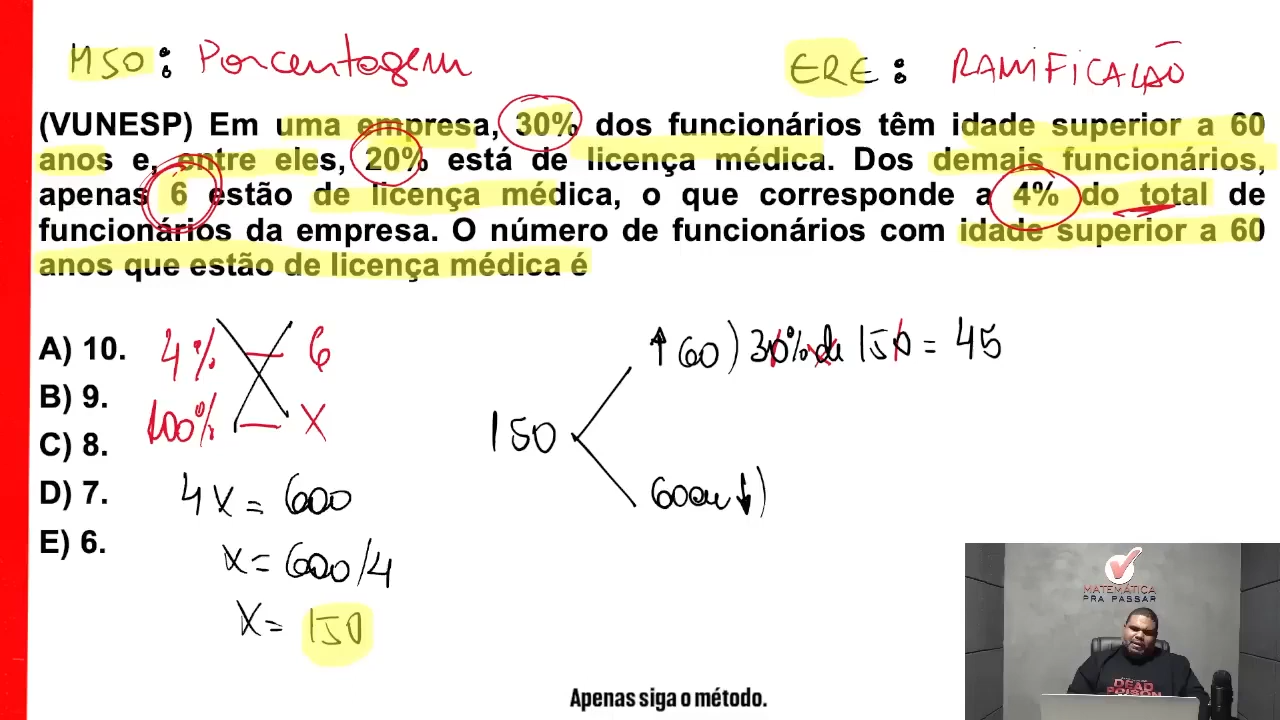 MSO: Porcentagem
ERE: RAMIFICAÇÃO
(VUNESP) Em uma empresa, 30% dos funcionários têm idade superior a 60
anos e, entre eles, 20% está de licença médica. Dos demais funcionários,
apenas 6 estão de licença médica, o que corresponde a 4% do total de
funcionários da empresa. O número de funcionários com idade superior a 60
anos que estão de licença médica é
A) 10.
B) 9.
C) 8.
D) 7.
E) 6.
4% — 6
100% — X
4X = 600
X = 600/4
X = 150
150
↑ 60) 30% de 150 = 45
60ou ↓)
MATEMÁTICA
PRA PASSAR
DEAD
POISON
Apenas siga o método.